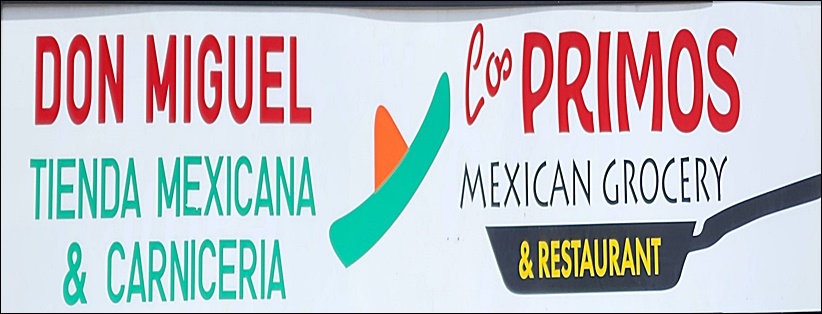 DON MIGUEL
TIENDA MEXICANA
& CARNICERIA
Los PRIMOS
MEXICAN GROCERY
& RESTAURANT